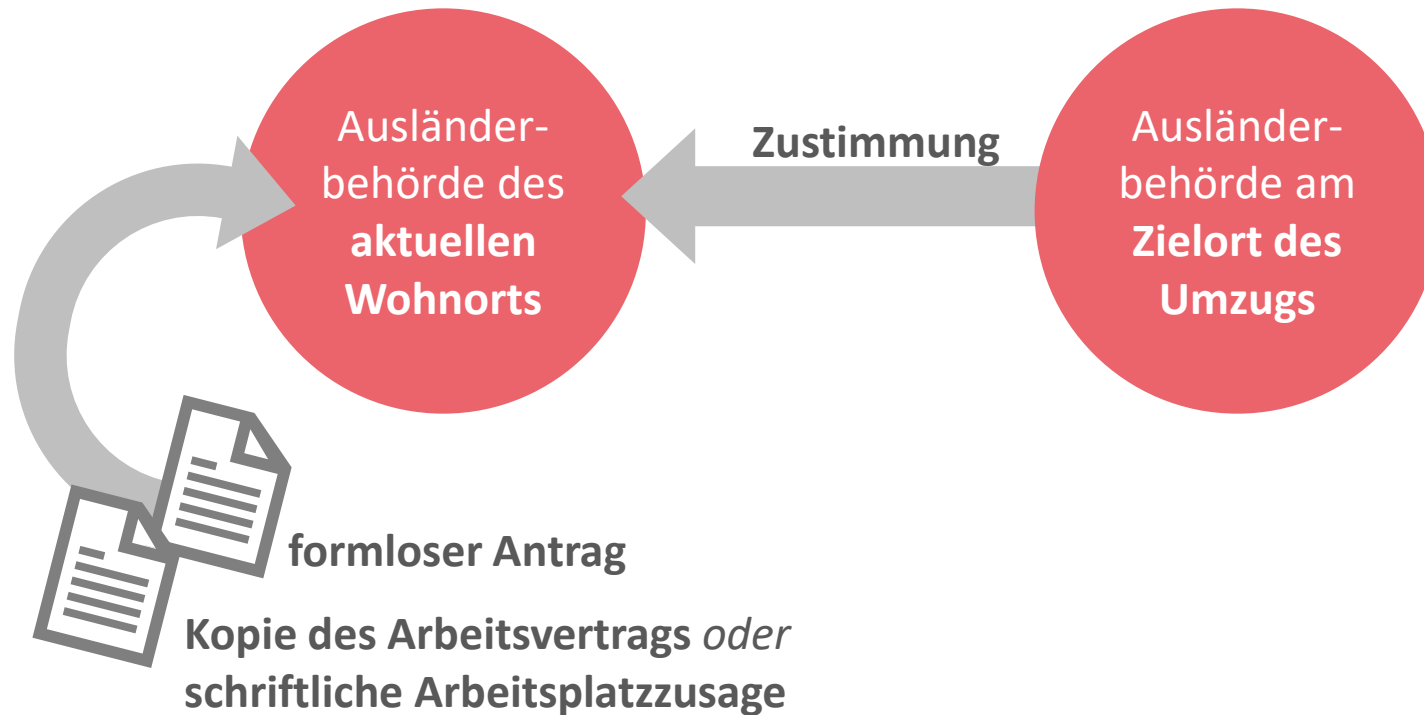 Ausländer-
behörde des
aktuellen
Wohnorts
Zustimmung
Ausländer-
behörde am
Zielort des
Umzugs
formloser Antrag
Kopie des Arbeitsvertrags oder
schriftliche Arbeitsplatzzusage